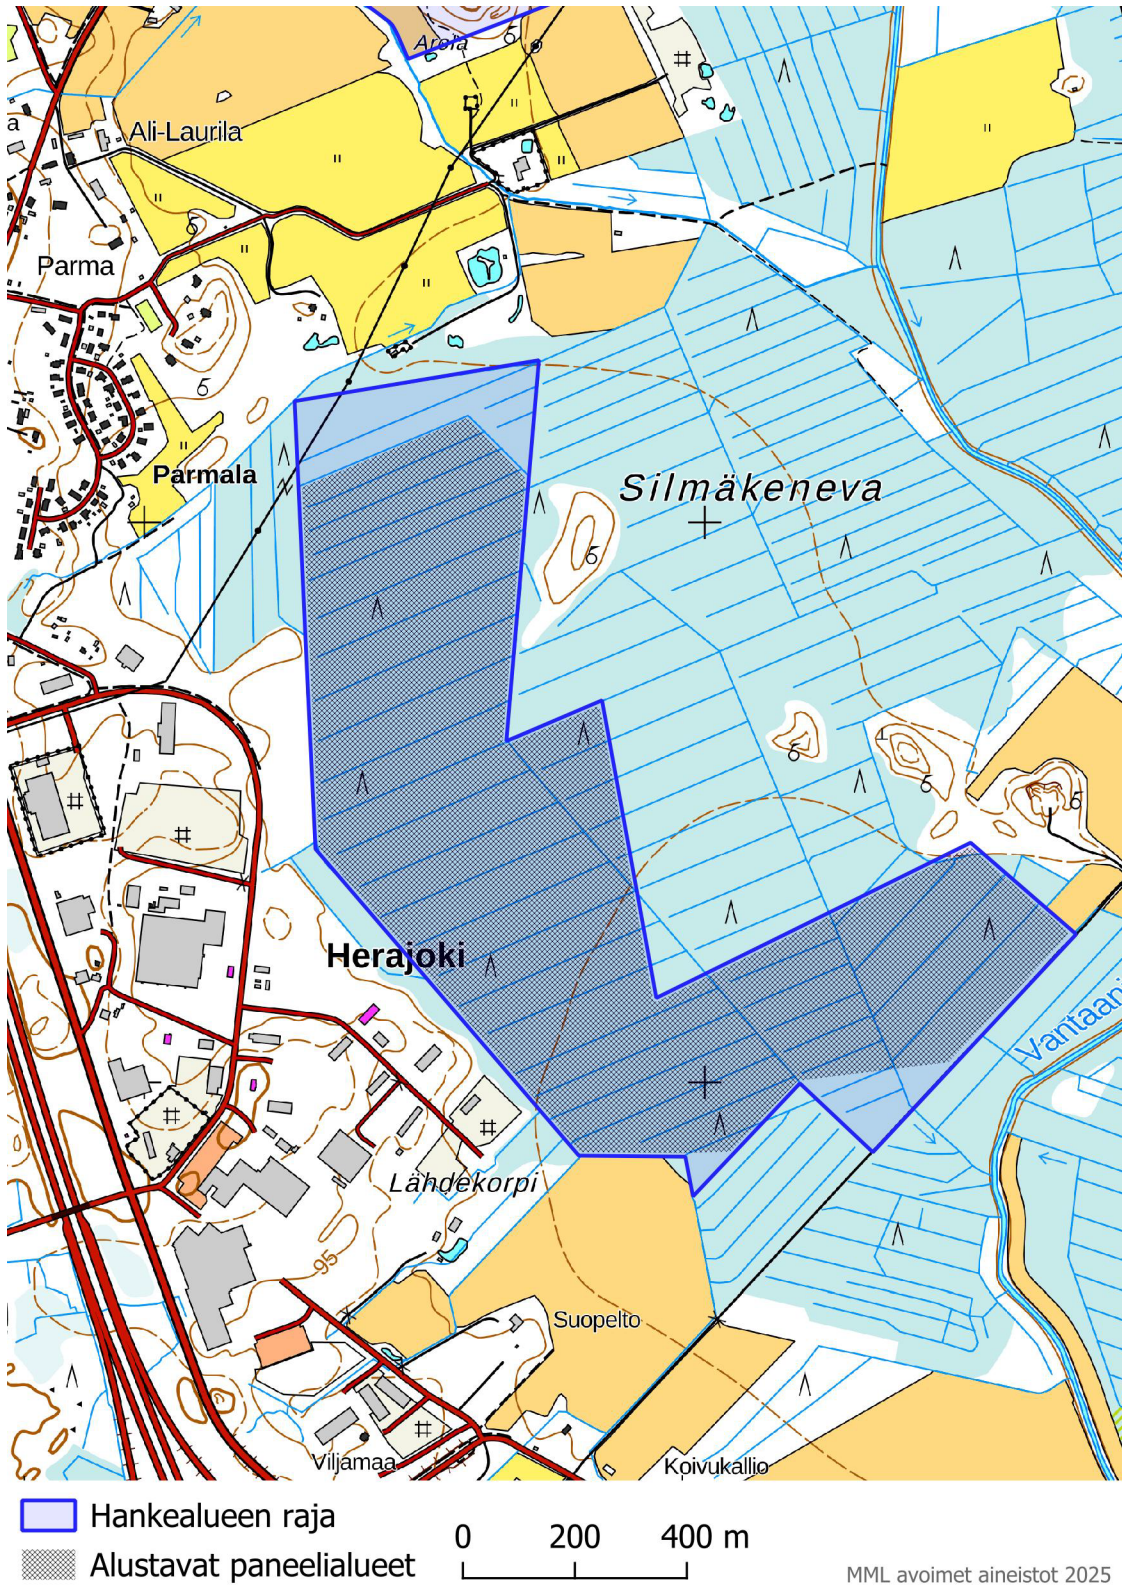 Arola
Ali-Laurila
a
Parma
Parmala
Silmäkeneva
Herajoki
Vantaanj
Lähdekorpi
95
Suopelto
Viljamaa
Koivukallio
Hankealueen raja
Alustavat paneelialueet
0 200 400 m
MML avoimet aineistot 2025